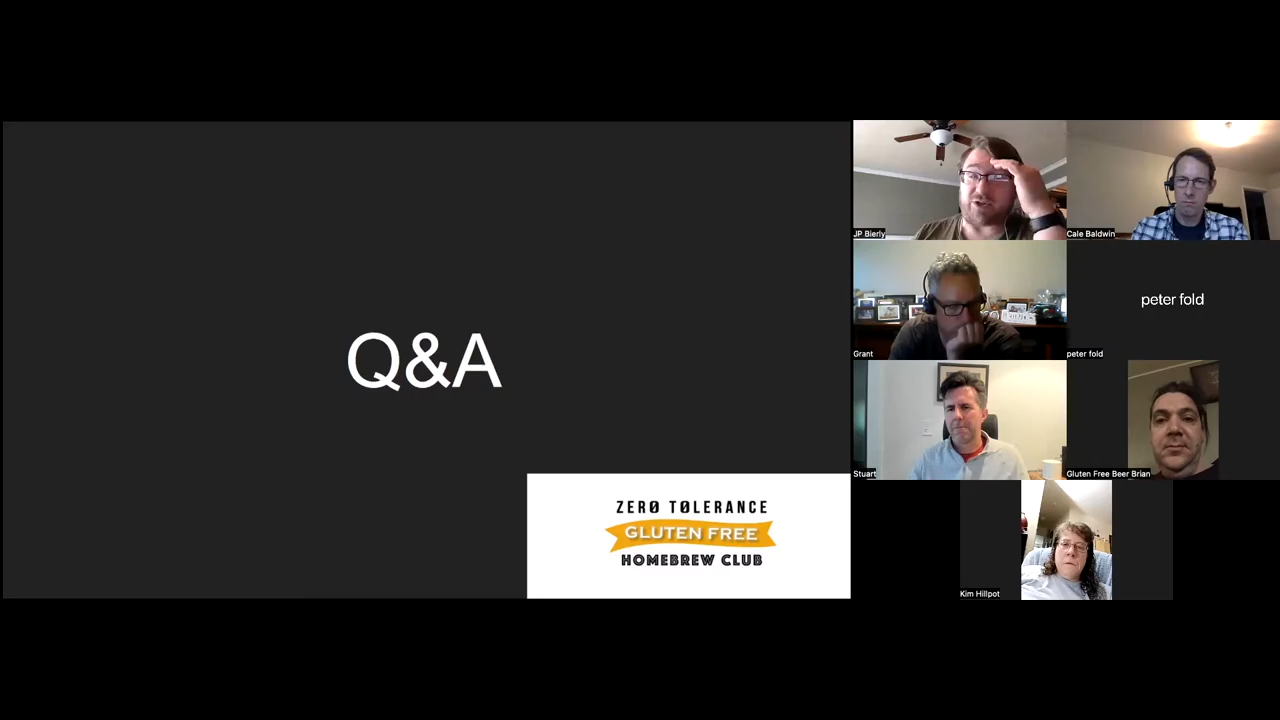 Q&A
ZERØ TØLERANCE
GLUTEN FREE
HOMEBREW CLUB
JP Bierly
Cale Baldwin
Grant
peter fold
peter fold
Stuart
Gluten Free Beer Brian
Kim Hillpot